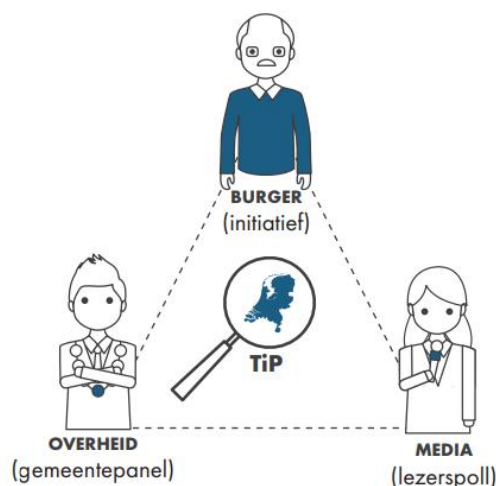 BURGER
(initiatief)
TiP
OVERHEID
(gemeentepanel)
MEDIA
(lezerspoll)